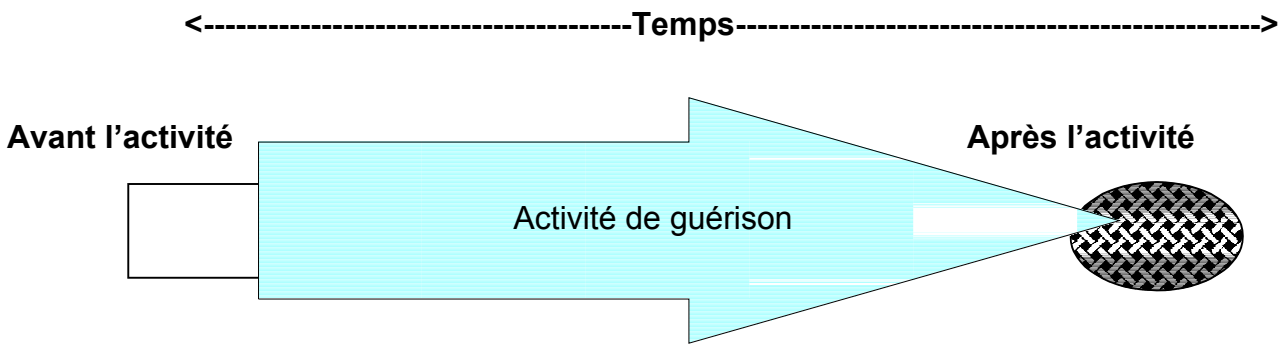 <-----------------------------------------Temps--------------------------------------------------->
Avant l’activité
Après l’activité
Activité de guérison